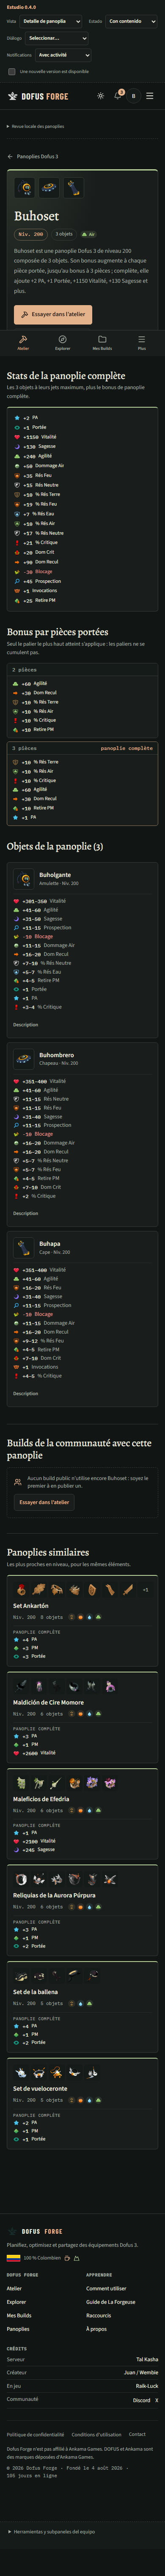 Estudio 0.4.0
Vista
Detalle de panoplia
Estado
Con contenido
Diálogo
Seleccionar…
Notificaciones
Avec activité
Une nouvelle version est disponible
DOFUS FORGE
Revue locale des panoplies
Panoplies Dofus 3
Buhoset
Niv. 200
3 objets
Air
Buhoset est une panoplie Dofus 3 de niveau 200
composée de 3 objets. Son bonus augmente à chaque
pièce portée, jusqu'au bonus à 3 pièces ; complète, elle
ajoute +2 PA, +1 Portée, +1150 Vitalité, +130 Sagesse et
plus.
Essayer dans l'atelier
Atelier
Explorer
Mes Builds
Plus
Stats de la panoplie complète
Les 3 objets à leurs jets maximum, plus le bonus de panoplie
complet.
+2 PA
+1 Portée
+1150 Vitalité
+130 Sagesse
+240 Agilité
+50 Dommage Air
+35 Rés Feu
+15 Rés Neutre
+10 % Rés Terre
+19 % Rés Feu
+7 % Rés Eau
+10 % Rés Air
+17 % Rés Neutre
+21 % Critique
+20 Dom Crit
+90 Dom Recul
-30 Blocage
+45 Prospection
+1 Invocations
+25 Retire PM
Bonus par pièces portées
Seul le palier le plus haut atteint s'applique : les paliers ne se
cumulent pas.
2 pièces
+60 Agilité
+30 Dom Recul
+10 % Rés Terre
+10 % Rés Air
+10 % Critique
+10 Retire PM
3 pièces
panoplie complète
+10 % Rés Terre
+10 % Rés Air
+10 % Critique
+60 Agilité
+30 Dom Recul
+10 Retire PM
+1 PA
Objets de la panoplie (3)
Buholgante
Amulette · Niv. 200
+301-350 Vitalité
+41-60 Agilité
+21-50 Sagesse
+11-15 Prospection
-10 Blocage
+11-15 Dommage Air
+16-20 Dom Recul
+7-10 % Rés Neutre
+6-7 % Rés Eau
+4-5 Retire PM
+1 Portée
+1 PA
+3-4 % Critique
Description
Buhombrero
Chapeau · Niv. 200
+351-400 Vitalité
+41-60 Agilité
+11-15 Rés Neutre
+11-15 Rés Feu
+31-40 Sagesse
+11-15 Prospection
-10 Blocage
+16-20 Dommage Air
+16-20 Dom Recul
+5-7 % Rés Neutre
+5-7 % Rés Feu
+4-5 Retire PM
+7-10 Dom Crit
+2 % Critique
Description
Buhapa
Cape · Niv. 200
+351-400 Vitalité
+41-60 Agilité
+16-20 Rés Feu
+31-40 Sagesse
+11-15 Prospection
-10 Blocage
+11-15 Dommage Air
+16-20 Dom Recul
+9-12 % Rés Feu
+4-5 Retire PM
+7-10 Dom Crit
+1 Invocations
+4-5 % Critique
Description
Builds de la communauté avec cette
panoplie
Aucun build public n'utilise encore Buhoset : soyez le
premier à en publier un.
Essayer dans l'atelier
Panoplies similaires
Les plus proches en niveau, pour les mêmes éléments.
+1
Set Ankartón
Niv. 200 8 objets
PANOPLIE COMPLÈTE
+4 PA
+3 PM
+3 Portée
Maldición de Cire Momore
Niv. 200 6 objets
PANOPLIE COMPLÈTE
+3 PA
+1 PM
+2600 Vitalité
Maleficios de Efedria
Niv. 200 6 objets
PANOPLIE COMPLÈTE
+1 PA
+2100 Vitalité
+245 Sagesse
Reliquias de la Aurora Púrpura
Niv. 200 6 objets
PANOPLIE COMPLÈTE
+3 PA
+1 PM
+2 Portée
Set de la ballena
Niv. 200 5 objets
PANOPLIE COMPLÈTE
+4 PA
+1 PM
+2 Portée
Set de vueloceronte
Niv. 200 5 objets
PANOPLIE COMPLÈTE
+2 PA
+1 PM
+1 Portée
DOFUS FORGE
Planifiez, optimisez et partagez des équipements Dofus 3.
100 % Colombien
DOFUS FORGE
APPRENDRE
Atelier
Comment utiliser
Explorer
Guide de La Forgeuse
Mes Builds
Raccourcis
Panoplies
À propos
CRÉDITS
Serveur
Tal Kasha
Créateur
Juan / Wembie
En jeu
Raik-Luck
Communauté
Discord X
Politique de confidentialité
Conditions d'utilisation
Contact
Dofus Forge n'est pas affilié à Ankama Games. DOFUS et Ankama sont
des marques déposées d'Ankama Games.
© 2026 Dofus Forge · Fondé le 4 août 2026 ·
Herramientas y subpaneles del equipo